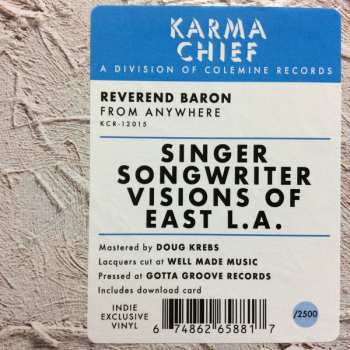 KARMA
CHIEF
A DIVISION OF COLEMINE RECORDS
REVEREND BARON
FROM ANYWHERE
KCR-12015
SINGER
SONGWRITER
VISIONS OF
EAST L.A.
Mastered by DOUG KREBS
Lacquers cut at WELL MADE MUSIC
Pressed at GOTTA GROOVE RECORDS
Includes download card
INDIE
EXCLUSIVE
VINYL
6 74862 65881 7
/2500